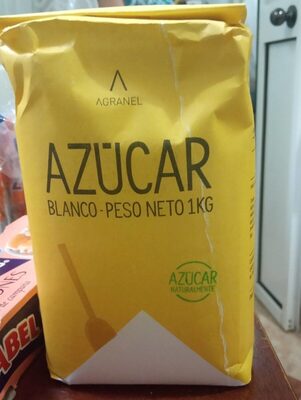 AGRANEL
AZÚCAR
BLANCO - PESO NETO 1KG
AZÚCAR
NATURALMENTE